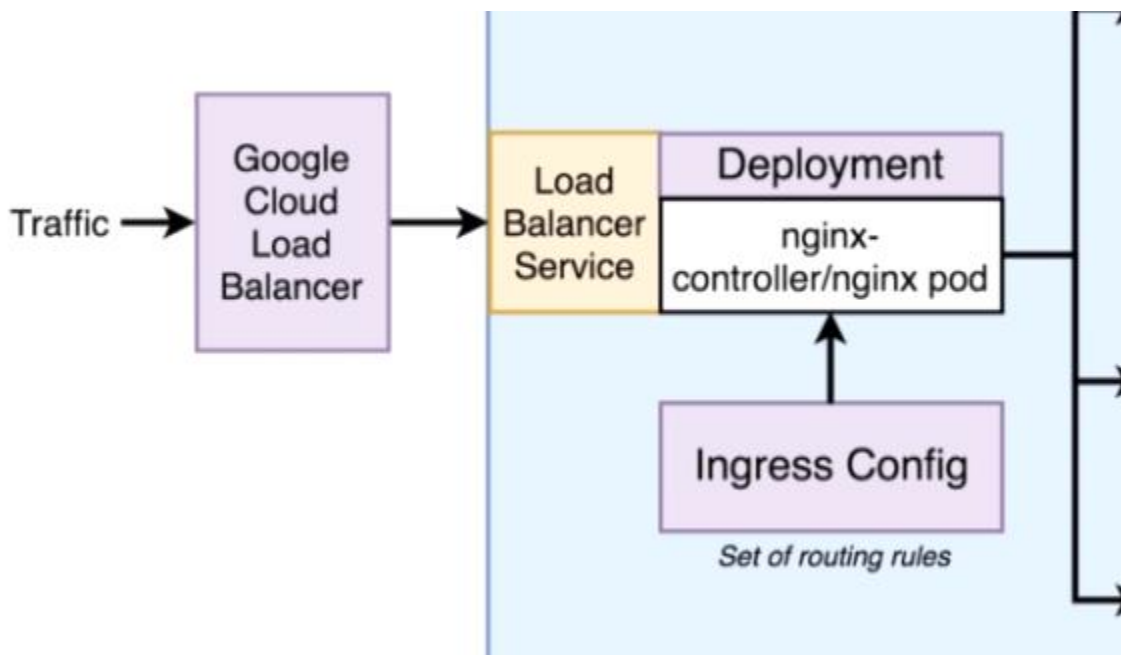 Traffic
Google
Cloud
Load
Balancer
Load
Balancer
Service
Deployment
nginx-
controller/nginx pod
Ingress Config
Set of routing rules